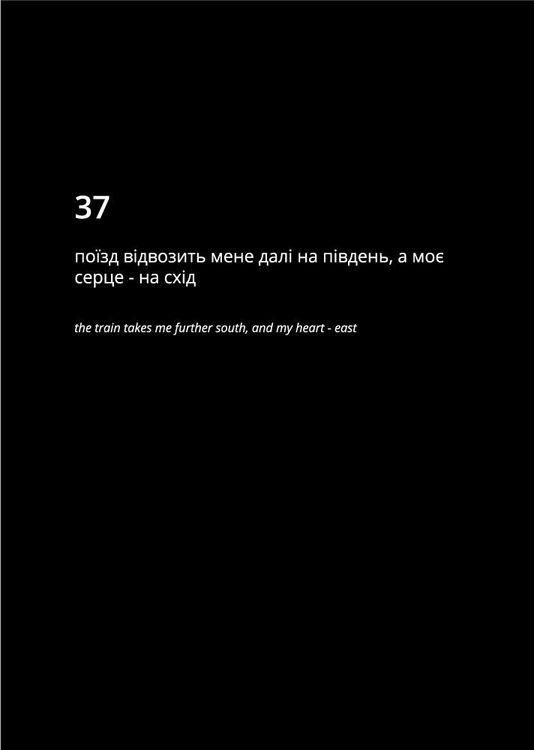 37
поїзд відвозить мене далі на південь, а моє
серце - на схід
the train takes me further south, and my heart - east